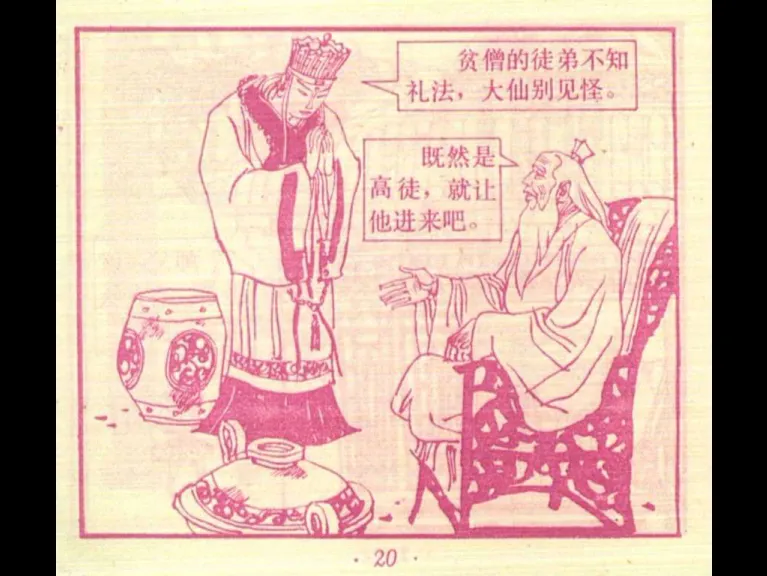 贫僧的徒弟不知
礼法，大仙别见怪。
既然是
高徒，就让
他进来吧。
· 20 ·